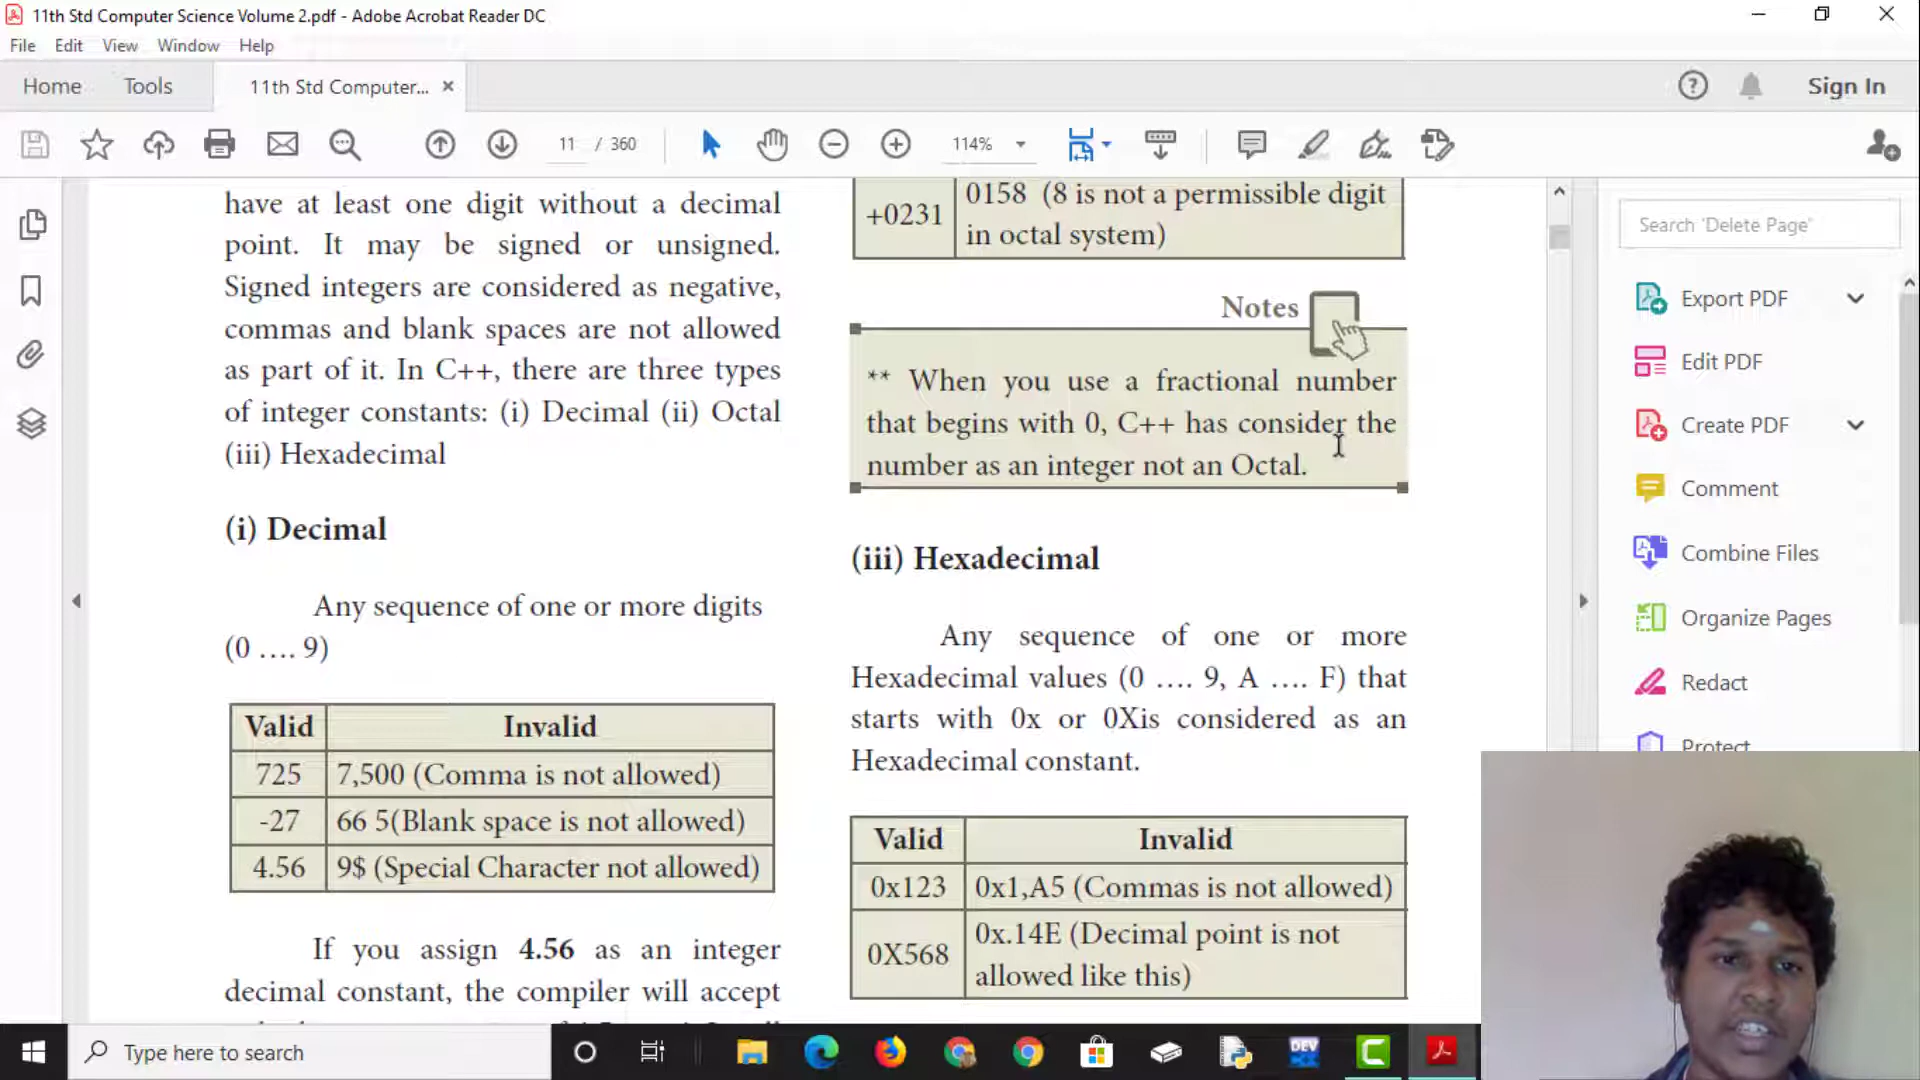 11th Std Computer Science Volume 2.pdf - Adobe Acrobat Reader DC
File Edit View Window Help
Home Tools 11th Std Computer... × Sign In
11 / 360 114%
have at least one digit without a decimal
point. It may be signed or unsigned.
Signed integers are considered as negative,
commas and blank spaces are not allowed
as part of it. In C++, there are three types
of integer constants: (i) Decimal (ii) Octal
(iii) Hexadecimal
(i) Decimal
Any sequence of one or more digits
(0 .... 9)
Valid Invalid
725 7,500 (Comma is not allowed)
-27 66 5(Blank space is not allowed)
4.56 9$ (Special Character not allowed)
If you assign 4.56 as an integer
decimal constant, the compiler will accept
+0231 0158 (8 is not a permissible digit
in octal system)
Notes
** When you use a fractional number
that begins with 0, C++ has consider the
number as an integer not an Octal.
(iii) Hexadecimal
Any sequence of one or more
Hexadecimal values (0 .... 9, A .... F) that
starts with 0x or 0Xis considered as an
Hexadecimal constant.
Valid Invalid
0x123 0x1,A5 (Commas is not allowed)
0X568 0x.14E (Decimal point is not
allowed like this)
Search 'Delete Page'
Export PDF
Edit PDF
Create PDF
Comment
Combine Files
Organize Pages
Redact
Protect
Type here to search
DEV